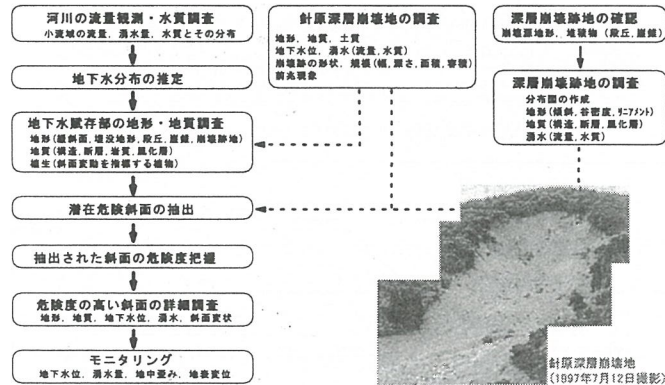 河川の流量観測・水質調査
小流域の流量, 湧水量, 水質とその分布
地下水分布の推定
地下水賦存部の地形・地質調査
地形(緩斜面, 埋没地形, 段丘, 崖錐, 崩壊跡地)
地質(構造, 断層, 岩質, 風化層)
植生(斜面変動を指標する植物)
潜在危険斜面の抽出
抽出された斜面の危険度把握
危険度の高い斜面の詳細調査
地形, 地質, 地下水位, 湧水, 斜面変状
モニタリング
地下水位, 湧水量, 地中歪み, 地表変位
針原深層崩壊地の調査
地形, 地質, 土質
地下水位, 湧水(流量, 水質)
崩壊跡の形状, 規模(幅, 深さ, 面積, 容積)
前兆現象
深層崩壊跡地の確認
崩壊源地形, 堆積物 (段丘, 崖錐)
深層崩壊跡地の調査
分布図の作成
地形(傾斜, 谷密度, リニアメント)
地質(構造, 断層, 風化層)
湧水(流量, 水質)
針原深層崩壊地
(1997年7月12日撮影)